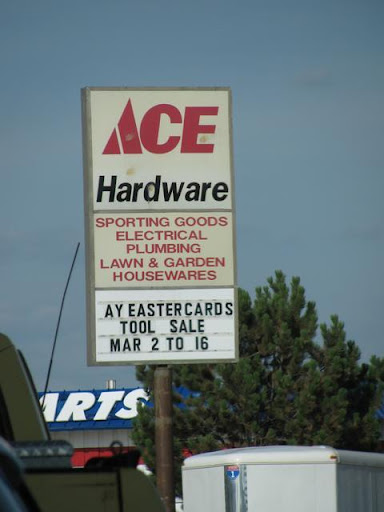 ACE
Hardware
SPORTING GOODS
ELECTRICAL
PLUMBING
LAWN & GARDEN
HOUSEWARES
AY EASTERCARDS
TOOL SALE
MAR 2 TO 16
ARTS